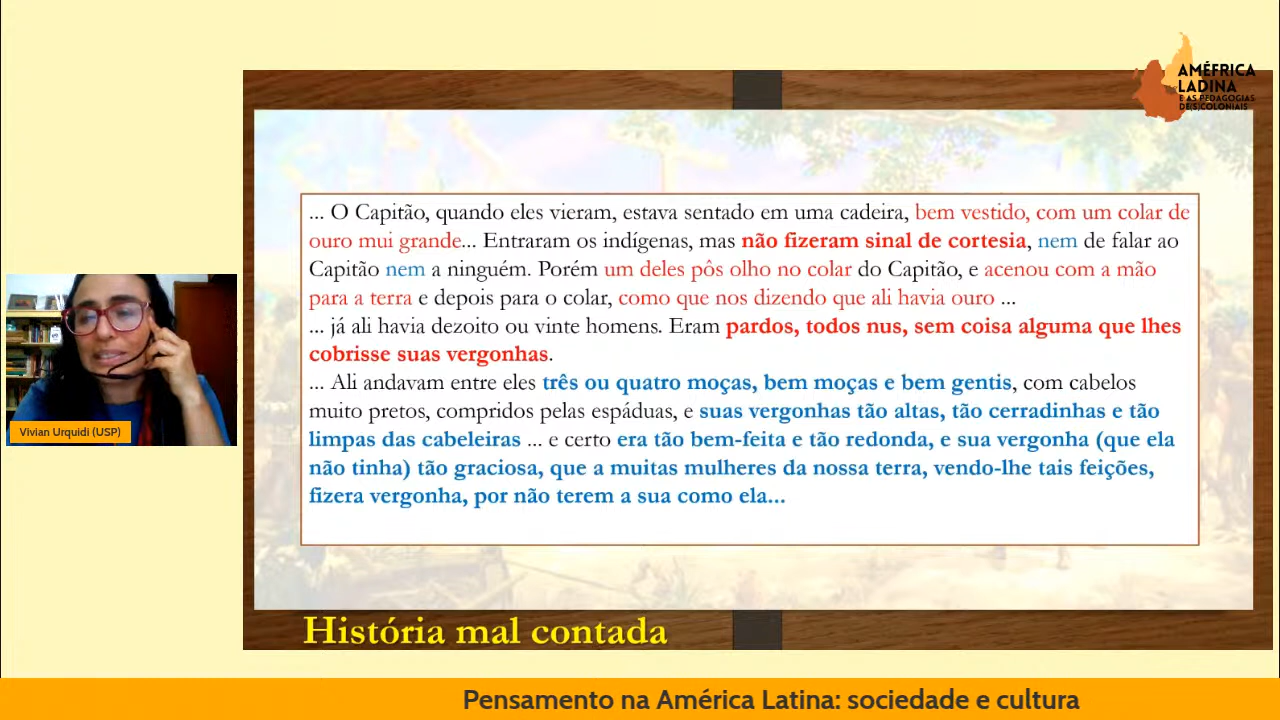 AMÉFRICA
LADINA
E AS PEDAGOGIAS
DE(S)COLONIAIS
... O Capitão, quando eles vieram, estava sentado em uma cadeira, bem vestido, com um colar de
ouro mui grande... Entraram os indígenas, mas não fizeram sinal de cortesia, nem de falar ao
Capitão nem a ninguém. Porém um deles pôs olho no colar do Capitão, e acenou com a mão
para a terra e depois para o colar, como que nos dizendo que ali havia ouro ...
... já ali havia dezoito ou vinte homens. Eram pardos, todos nus, sem coisa alguma que lhes
cobrisse suas vergonhas.
... Ali andavam entre eles três ou quatro moças, bem moças e bem gentis, com cabelos
muito pretos, compridos pelas espáduas, e suas vergonhas tão altas, tão cerradinhas e tão
limpas das cabeleiras ... e certo era tão bem-feita e tão redonda, e sua vergonha (que ela
não tinha) tão graciosa, que a muitas mulheres da nossa terra, vendo-lhe tais feições,
fizera vergonha, por não terem a sua como ela...
Vivian Urquidi (USP)
História mal contada
Pensamento na América Latina: sociedade e cultura